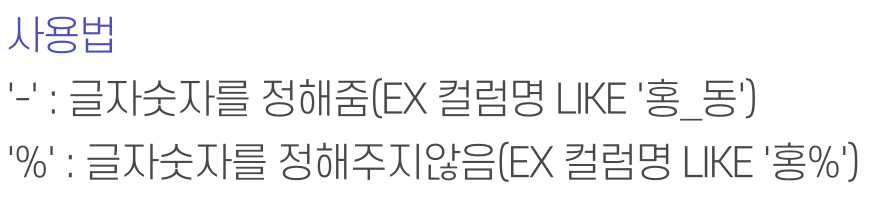 사용법
'-' : 글자숫자를 정해줌(EX 컬럼명 LIKE '홍_동')
'%' : 글자숫자를 정해주지않음(EX 컬럼명 LIKE '홍%')